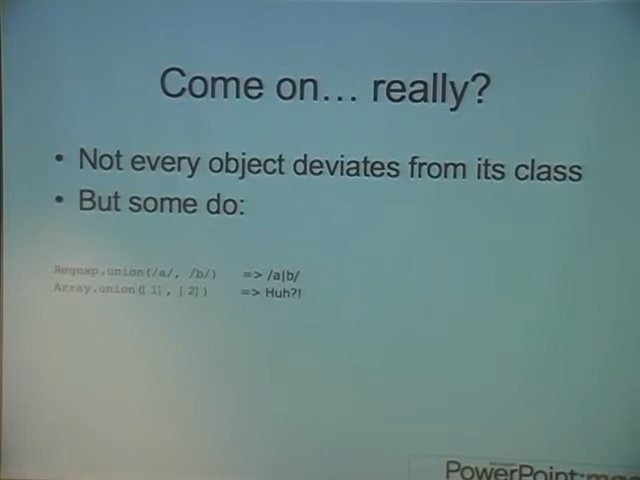 Come on... really?
• Not every object deviates from its class
• But some do:
Regexp.union(/a/, /b/) => /a|b/
Array.union([1], [2]) => Huh?!
PowerPoint: